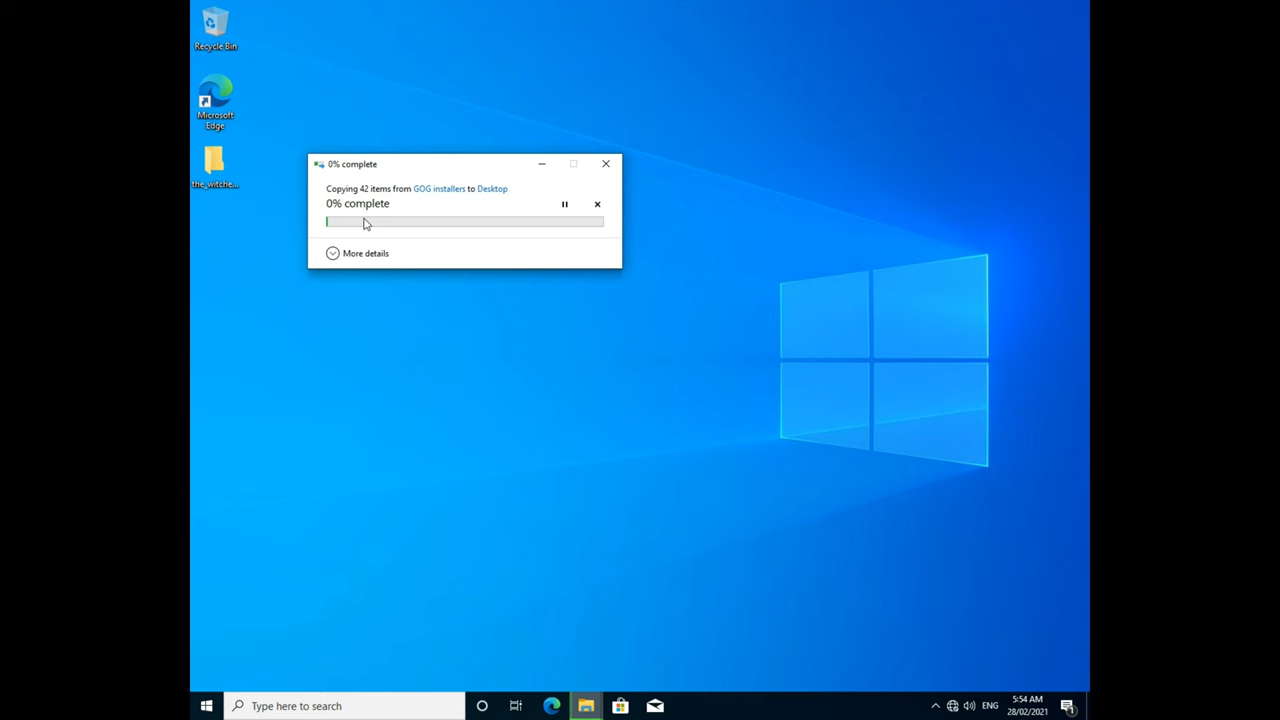 Recycle Bin
Microsoft
Edge
the_witche...
0% complete
Copying 42 items from GOG installers to Desktop
0% complete
More details
Type here to search
ENG
5:54 AM
28/02/2021
1